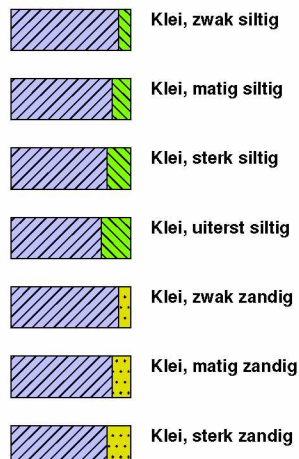 Klei, zwak siltig
Klei, matig siltig
Klei, sterk siltig
Klei, uiterst siltig
Klei, zwak zandig
Klei, matig zandig
Klei, sterk zandig